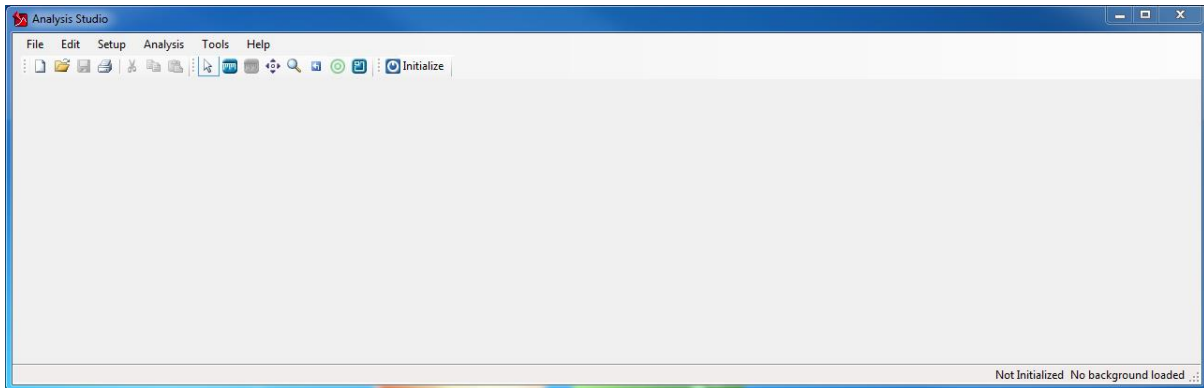 Analysis Studio
File Edit Setup Analysis Tools Help
Initialize
Not Initialized No background loaded